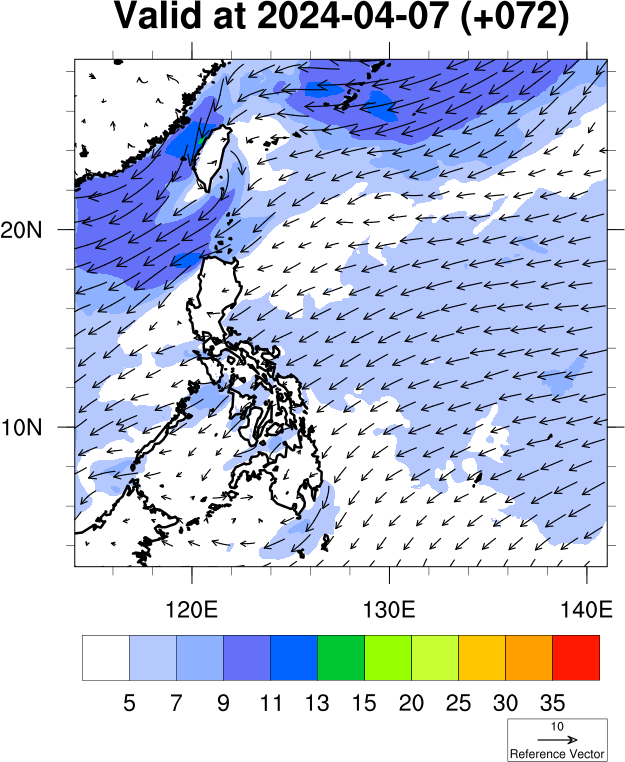 Valid at 2024-04-07 (+072)
20N
10N
120E 130E 140E
5 7 9 11 13 15 20 25 30 35
10
Reference Vector